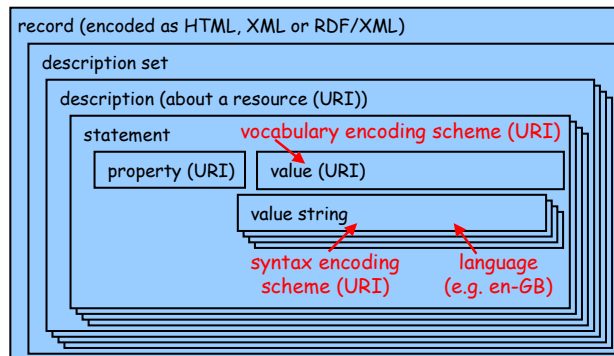 record (encoded as HTML, XML or RDF/XML)
description set
description (about a resource (URI))
statement
vocabulary encoding scheme (URI)
property (URI)
value (URI)
value string
syntax encoding
scheme (URI)
language
(e.g. en-GB)